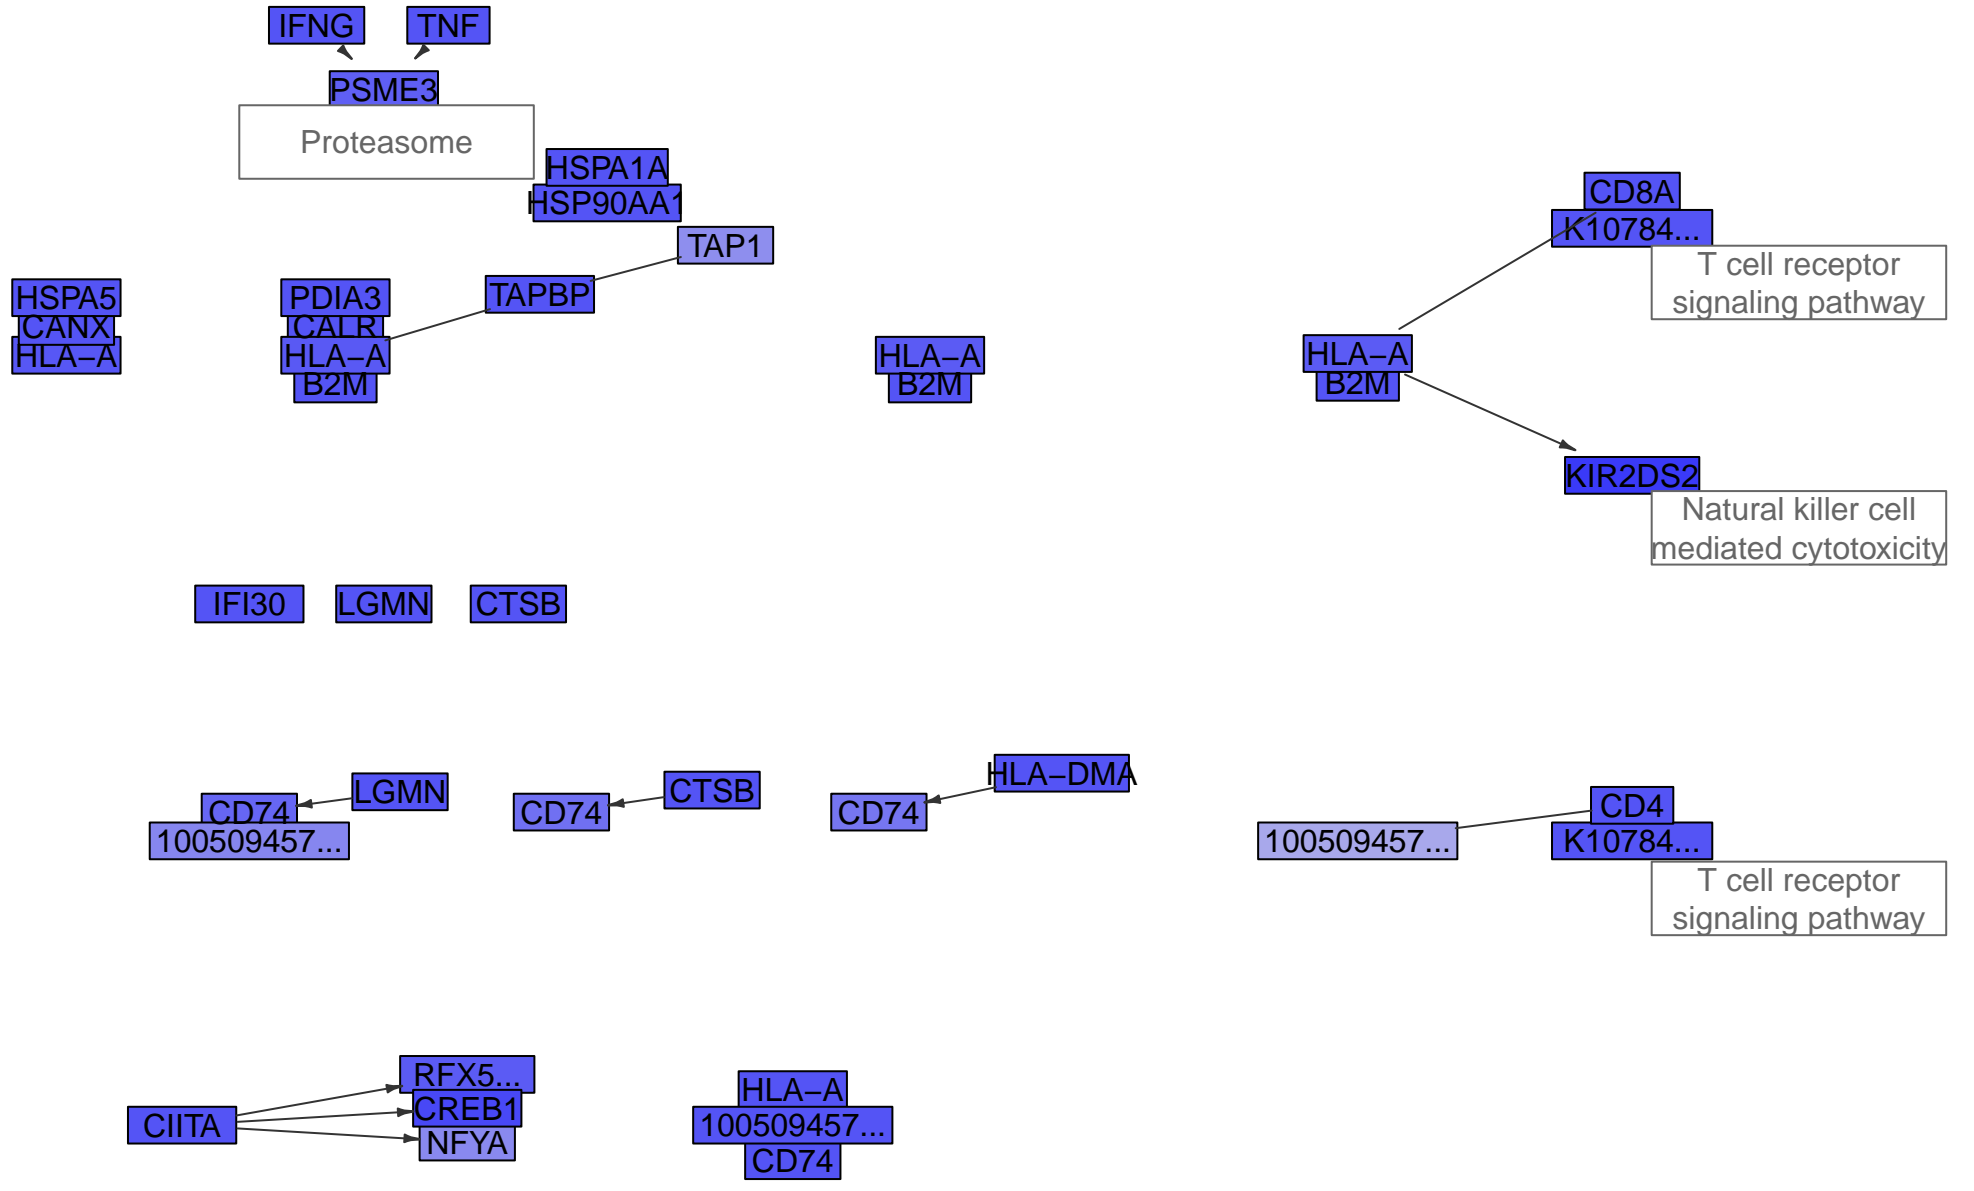 IFNG
TNF
PSME3
Proteasome
HSPA1A
HSP90AA1
CD8A
K10784...
TAP1
T cell receptor
signaling pathway
HSPA5
PDIA3
TAPBP
CANX
CALR
HLA−A
HLA−A
HLA−A
HLA−A
B2M
B2M
B2M
KIR2DS2
Natural killer cell
mediated cytotoxicity
IFI30
LGMN
CTSB
HLA−DMA
LGMN
CTSB
CD74
CD74
CD74
CD4
100509457...
100509457...
K10784...
T cell receptor
signaling pathway
RFX5...
HLA−A
CREB1
CIITA
100509457...
NFYA
CD74